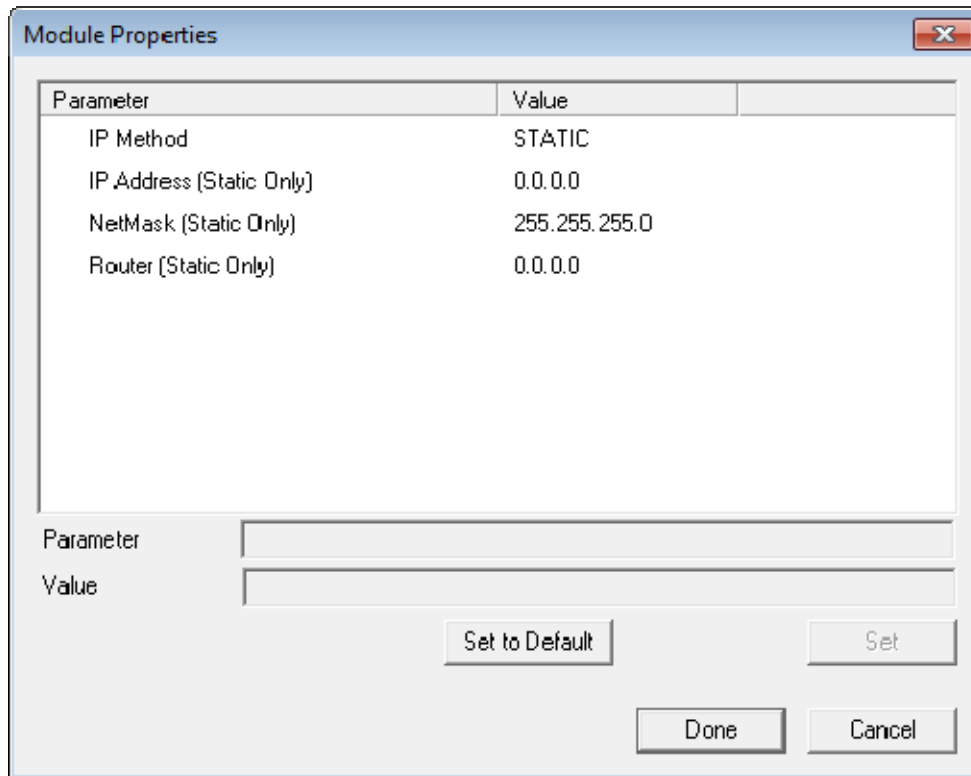 Module Properties
Parameter Value
IP Method STATIC
IP Address (Static Only) 0.0.0.0
NetMask (Static Only) 255.255.255.0
Router (Static Only) 0.0.0.0
Parameter
Value
Set to Default Set
Done Cancel